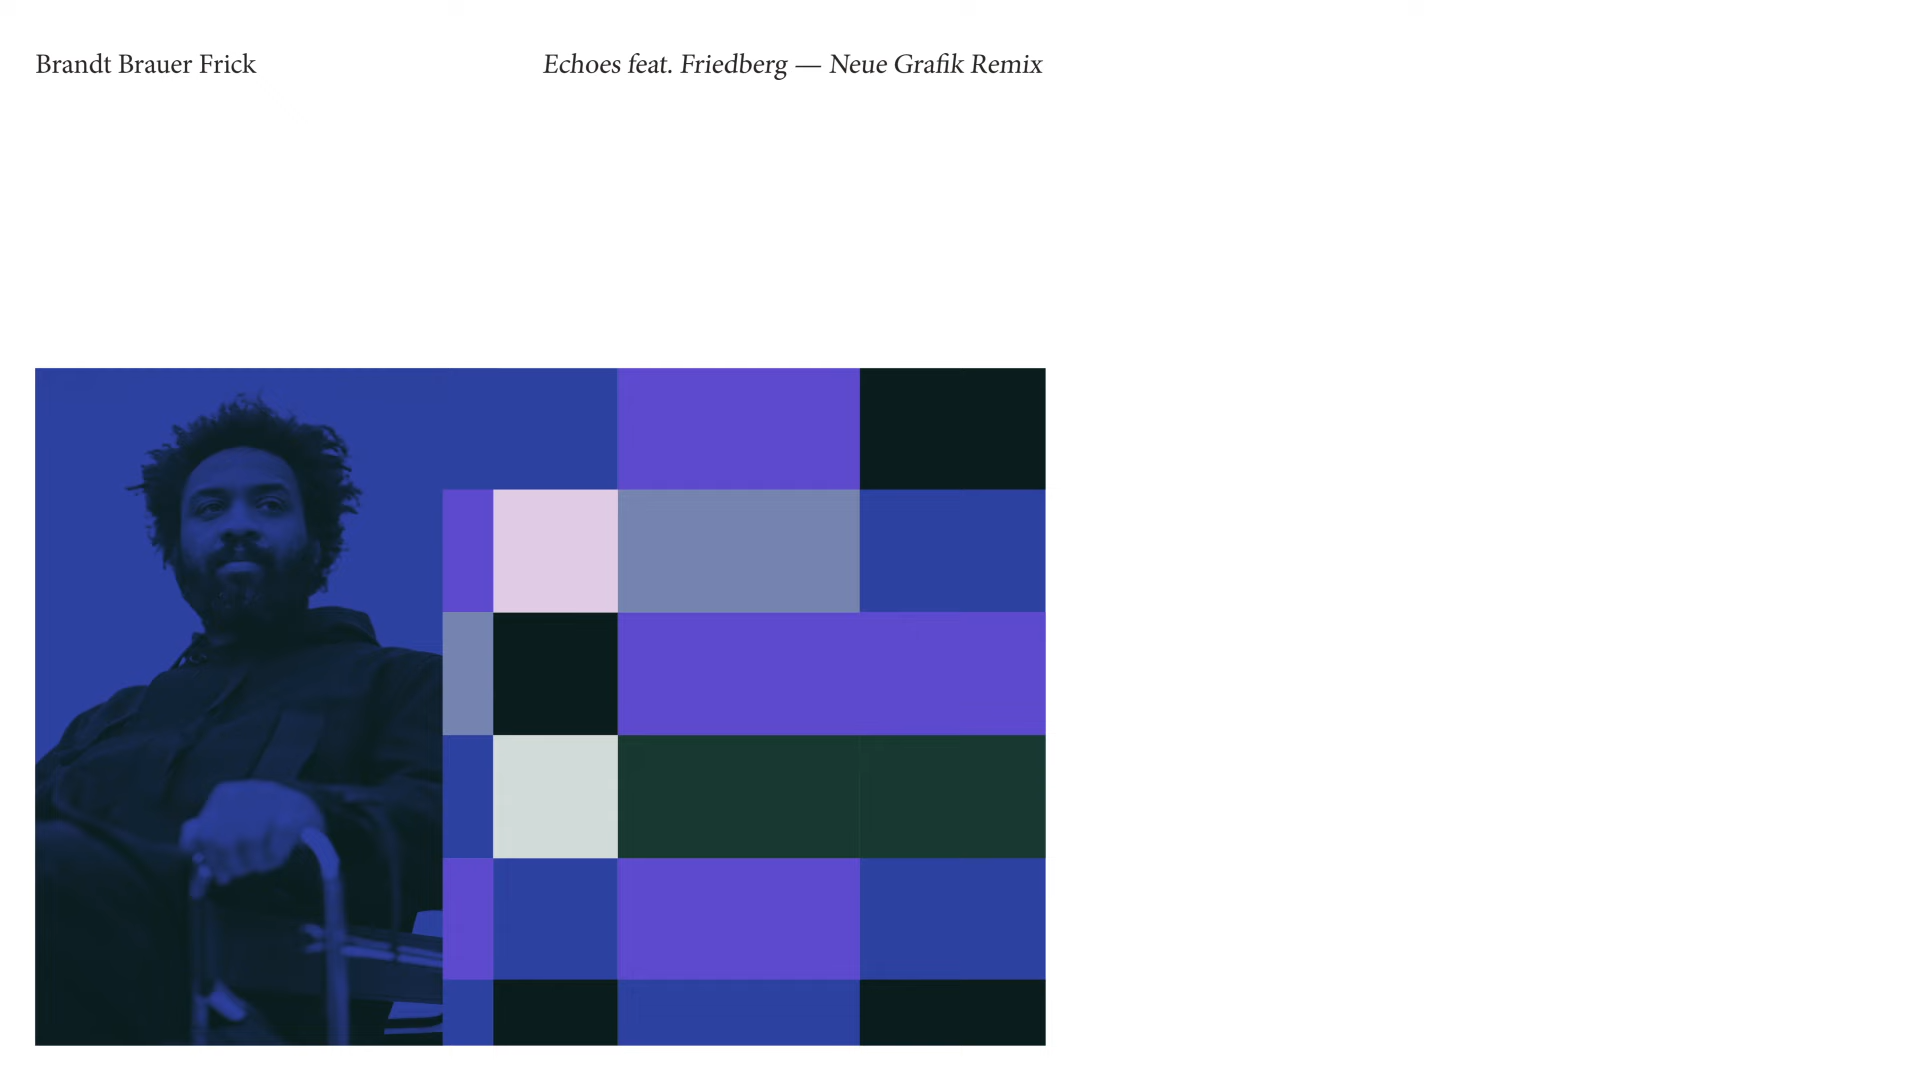 Brandt Brauer Frick
Echoes feat. Friedberg — Neue Grafik Remix